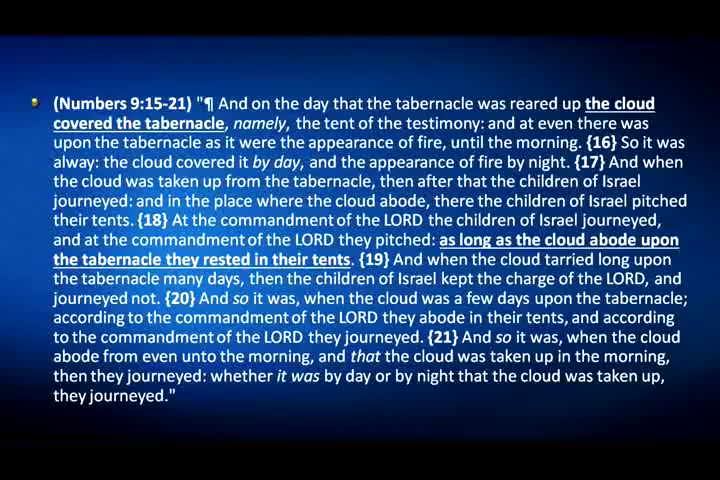 (Numbers 9:15-21) "¶ And on the day that the tabernacle was reared up the cloud
covered the tabernacle, namely, the tent of the testimony: and at even there was
upon the tabernacle as it were the appearance of fire, until the morning. {16} So it was
alway: the cloud covered it by day, and the appearance of fire by night. {17} And when
the cloud was taken up from the tabernacle, then after that the children of Israel
journeyed: and in the place where the cloud abode, there the children of Israel pitched
their tents. {18} At the commandment of the LORD the children of Israel journeyed,
and at the commandment of the LORD they pitched: as long as the cloud abode upon
the tabernacle they rested in their tents. {19} And when the cloud tarried long upon
the tabernacle many days, then the children of Israel kept the charge of the LORD, and
journeyed not. {20} And so it was, when the cloud was a few days upon the tabernacle;
according to the commandment of the LORD they abode in their tents, and according
to the commandment of the LORD they journeyed. {21} And so it was, when the cloud
abode from even unto the morning, and that the cloud was taken up in the morning,
then they journeyed: whether it was by day or by night that the cloud was taken up,
they journeyed."